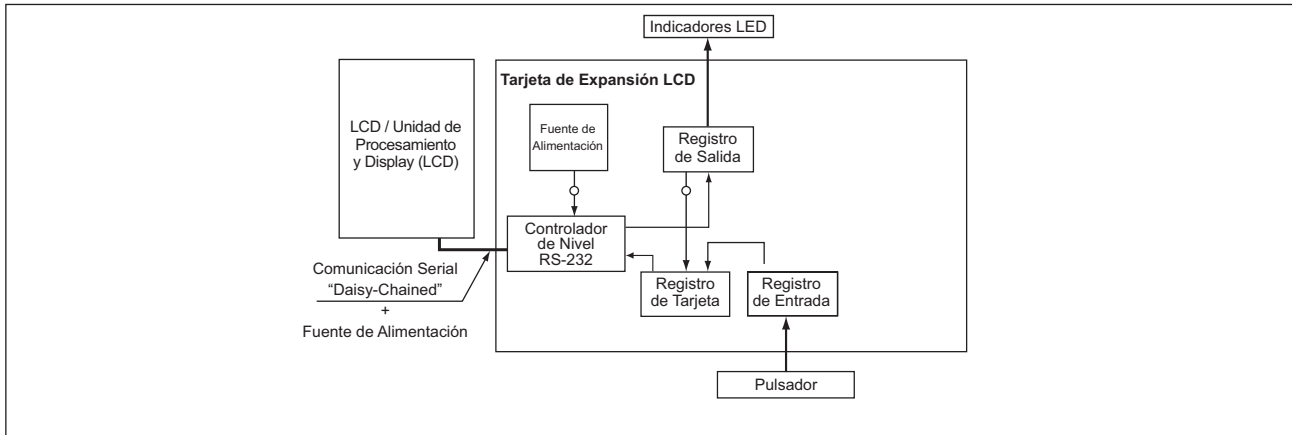 Indicadores LED
Tarjeta de Expansión LCD
LCD / Unidad de
Procesamiento
y Display (LCD)
Fuente de
Alimentación
Registro
de Salida
Controlador
de Nivel
RS-232
Comunicación Serial
“Daisy-Chained”
+
Fuente de Alimentación
Registro
de Tarjeta
Registro
de Entrada
Pulsador